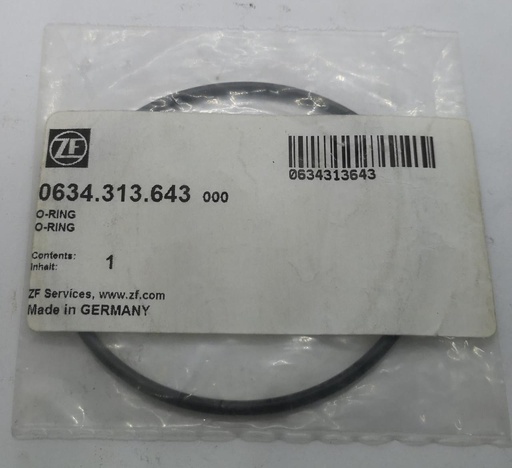 ZF
0634313643
0634.313.643 000
O-RING
O-RING
Contents:
Inhalt: 1
ZF Services, www.zf.com
Made in GERMANY